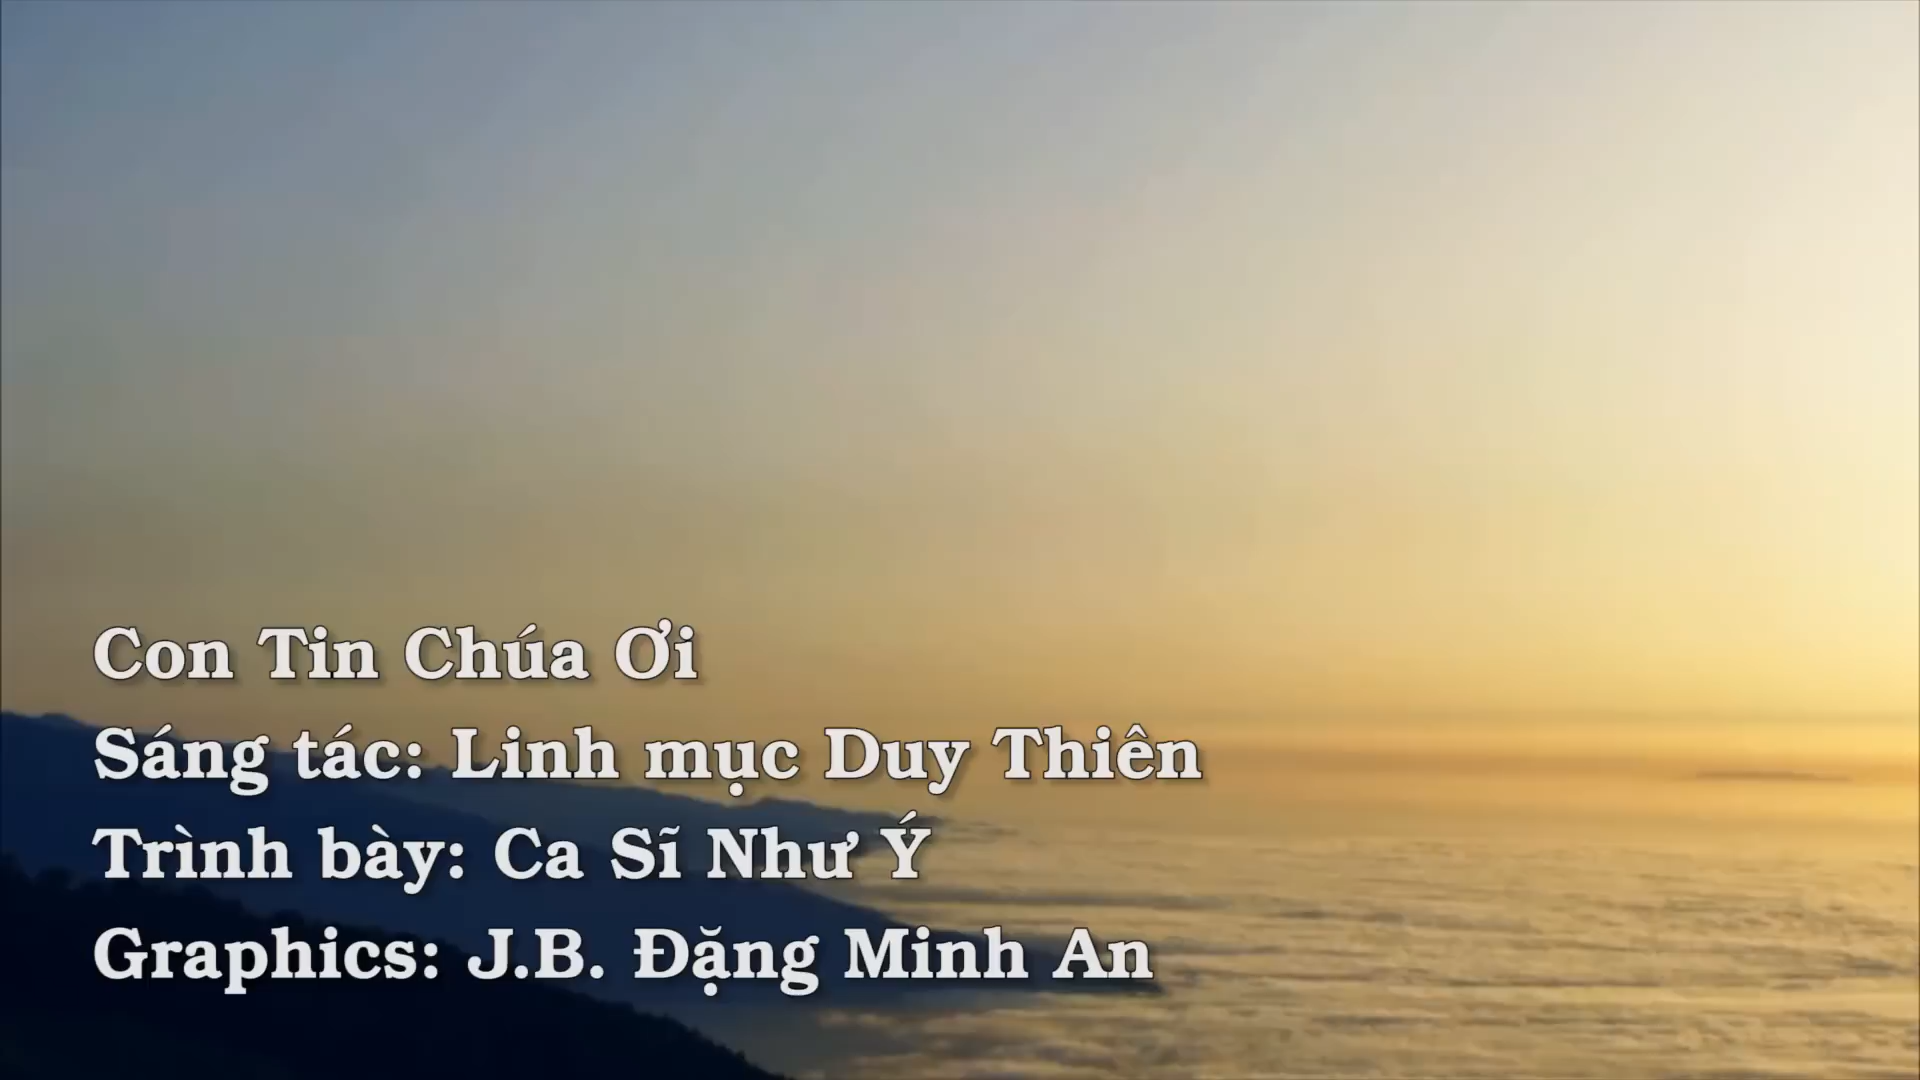 Con Tin Chúa Ơi
Sáng tác: Linh mục Duy Thiên
Trình bày: Ca Sĩ Như Ý
Graphics: J.B. Đặng Minh An